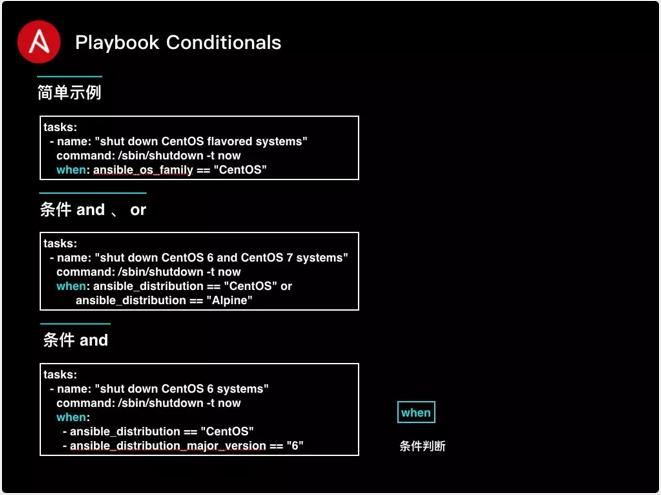 Playbook Conditionals
简单示例
tasks:
- name: "shut down CentOS flavored systems"
command: /sbin/shutdown -t now
when: ansible_os_family == "CentOS"
条件 and 、 or
tasks:
- name: "shut down CentOS 6 and CentOS 7 systems"
command: /sbin/shutdown -t now
when: ansible_distribution == "CentOS" or
ansible_distribution == "Alpine"
条件 and
tasks:
- name: "shut down CentOS 6 systems"
command: /sbin/shutdown -t now
when:
- ansible_distribution == "CentOS"
- ansible_distribution_major_version == "6"
when
条件判断